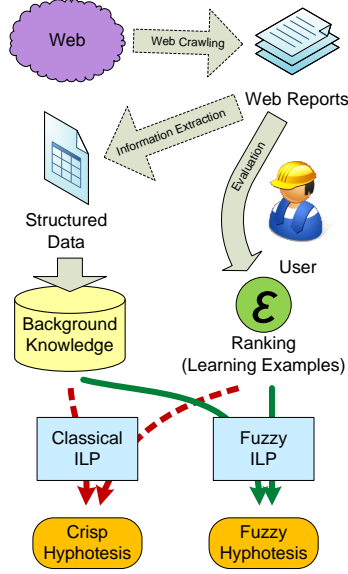 Web
Web Crawling
Web Reports
Information Extraction
Evaluation
Structured
Data
User
Background
Knowledge
ε
Ranking
(Learning Examples)
Classical
ILP
Fuzzy
ILP
Crisp
Hyphotesis
Fuzzy
Hyphotesis